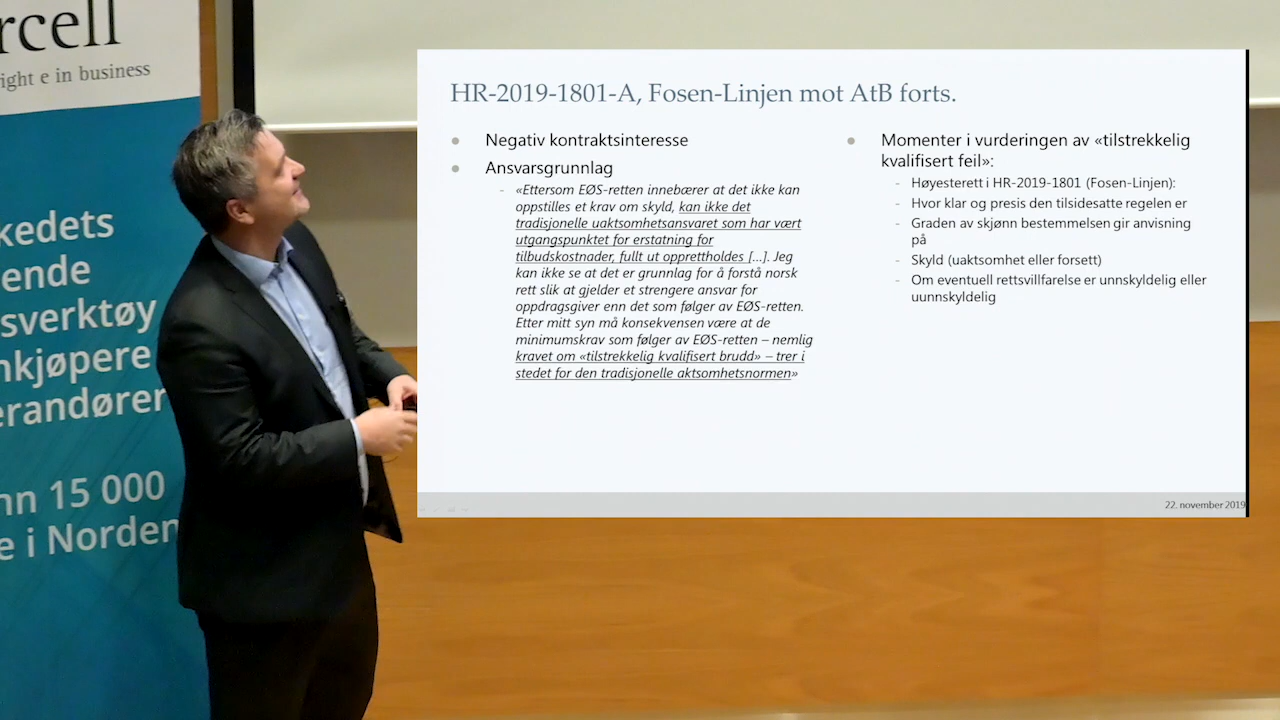 rcell
ight e in business
kedets
ende
sverktøy
nkjøpere
erandører
nn 15 000
e i Norden
HR-2019-1801-A, Fosen-Linjen mot AtB forts.
● Negativ kontraktsinteresse
● Ansvarsgrunnlag
- «Ettersom EØS-retten innebærer at det ikke kan
oppstilles et krav om skyld, kan ikke det
tradisjonelle uaktsomhetsansvaret som har vært
utgangspunktet for erstatning for
tilbudskostnader, fullt ut opprettholdes [...]. Jeg
kan ikke se at det er grunnlag for å forstå norsk
rett slik at gjelder et strengere ansvar for
oppdragsgiver enn det som følger av EØS-retten.
Etter mitt syn må konsekvensen være at de
minimumskrav som følger av EØS-retten – nemlig
kravet om «tilstrekkelig kvalifisert brudd» – trer i
stedet for den tradisjonelle aktsomhetsnormen»
● Momenter i vurderingen av «tilstrekkelig
kvalifisert feil»:
- Høyesterett i HR-2019-1801 (Fosen-Linjen):
- Hvor klar og presis den tilsidesatte regelen er
- Graden av skjønn bestemmelsen gir anvisning
på
- Skyld (uaktsomhet eller forsett)
- Om eventuell rettsvillfarelse er unnskyldelig eller
uunnskyldelig
22. november 2019